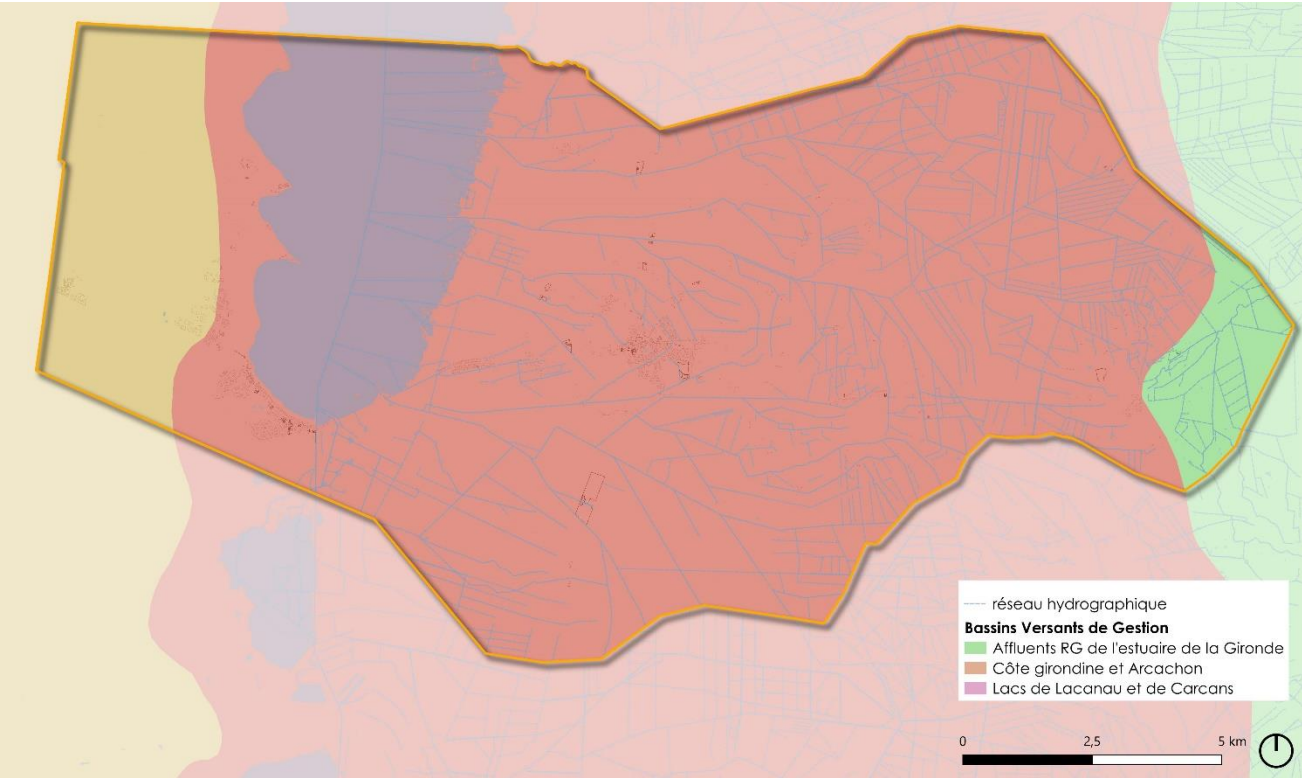 réseau hydrographique
Bassins Versants de Gestion
Affluents RG de l'estuaire de la Gironde
Côte girondine et Arcachon
Lacs de Lacanau et de Carcans
0 2,5 5 km